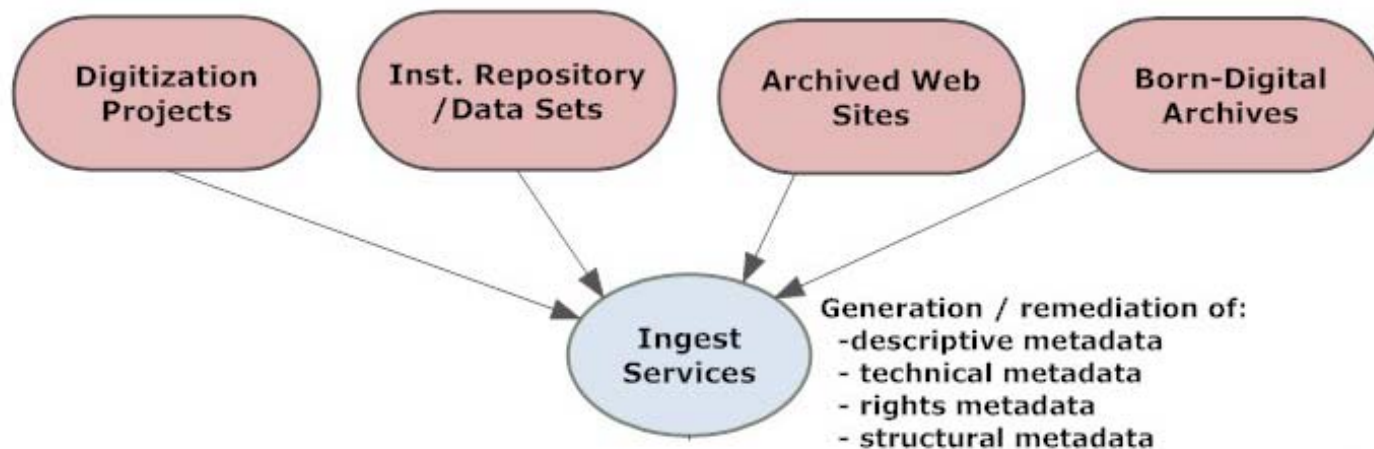 Digitization
Projects
Inst. Repository
/Data Sets
Archived Web
Sites
Born-Digital
Archives
Ingest
Services
Generation / remediation of:
-descriptive metadata
- technical metadata
- rights metadata
- structural metadata